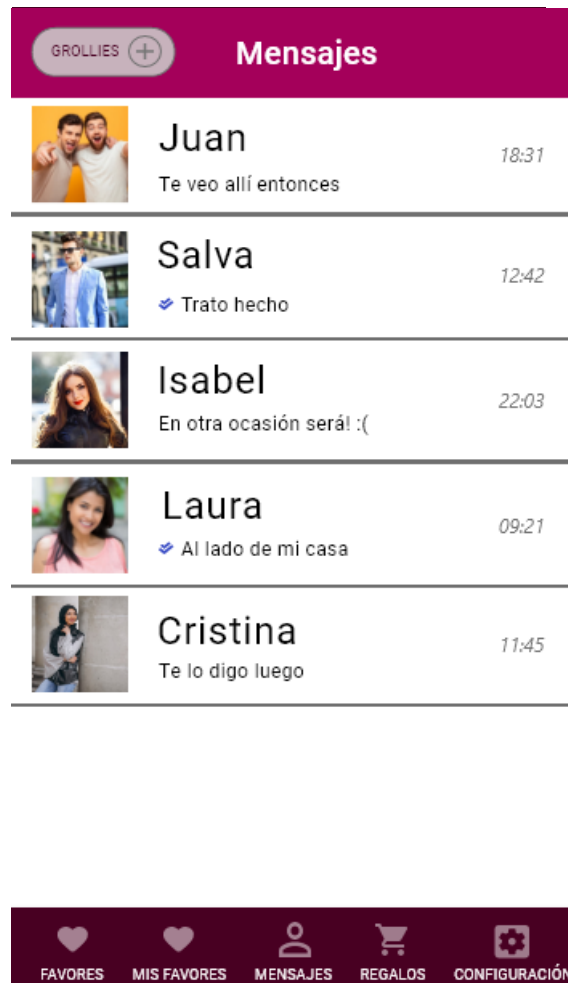 GROLLIES
Mensajes
Juan
18:31
Te veo allí entonces
Salva
12:42
Trato hecho
Isabel
22:03
En otra ocasión será! :(
Laura
09:21
Al lado de mi casa
Cristina
11:45
Te lo digo luego
FAVORES MIS FAVORES MENSAJES REGALOS CONFIGURACIÓN